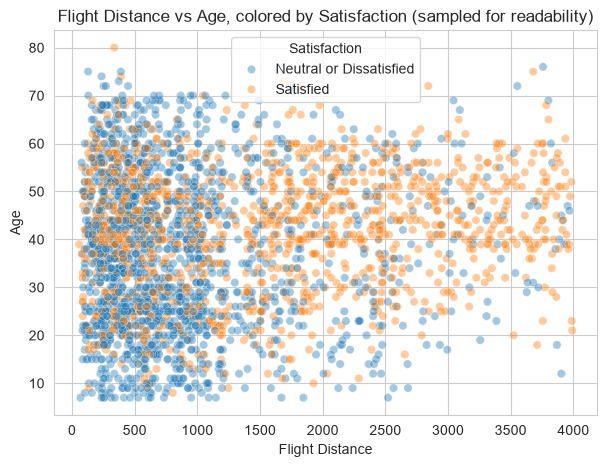 Flight Distance vs Age, colored by Satisfaction (sampled for readability)
Satisfaction
Neutral or Dissatisfied
Satisfied
80
70
60
50
40
30
20
10
Age
0 500 1000 1500 2000 2500 3000 3500 4000
Flight Distance